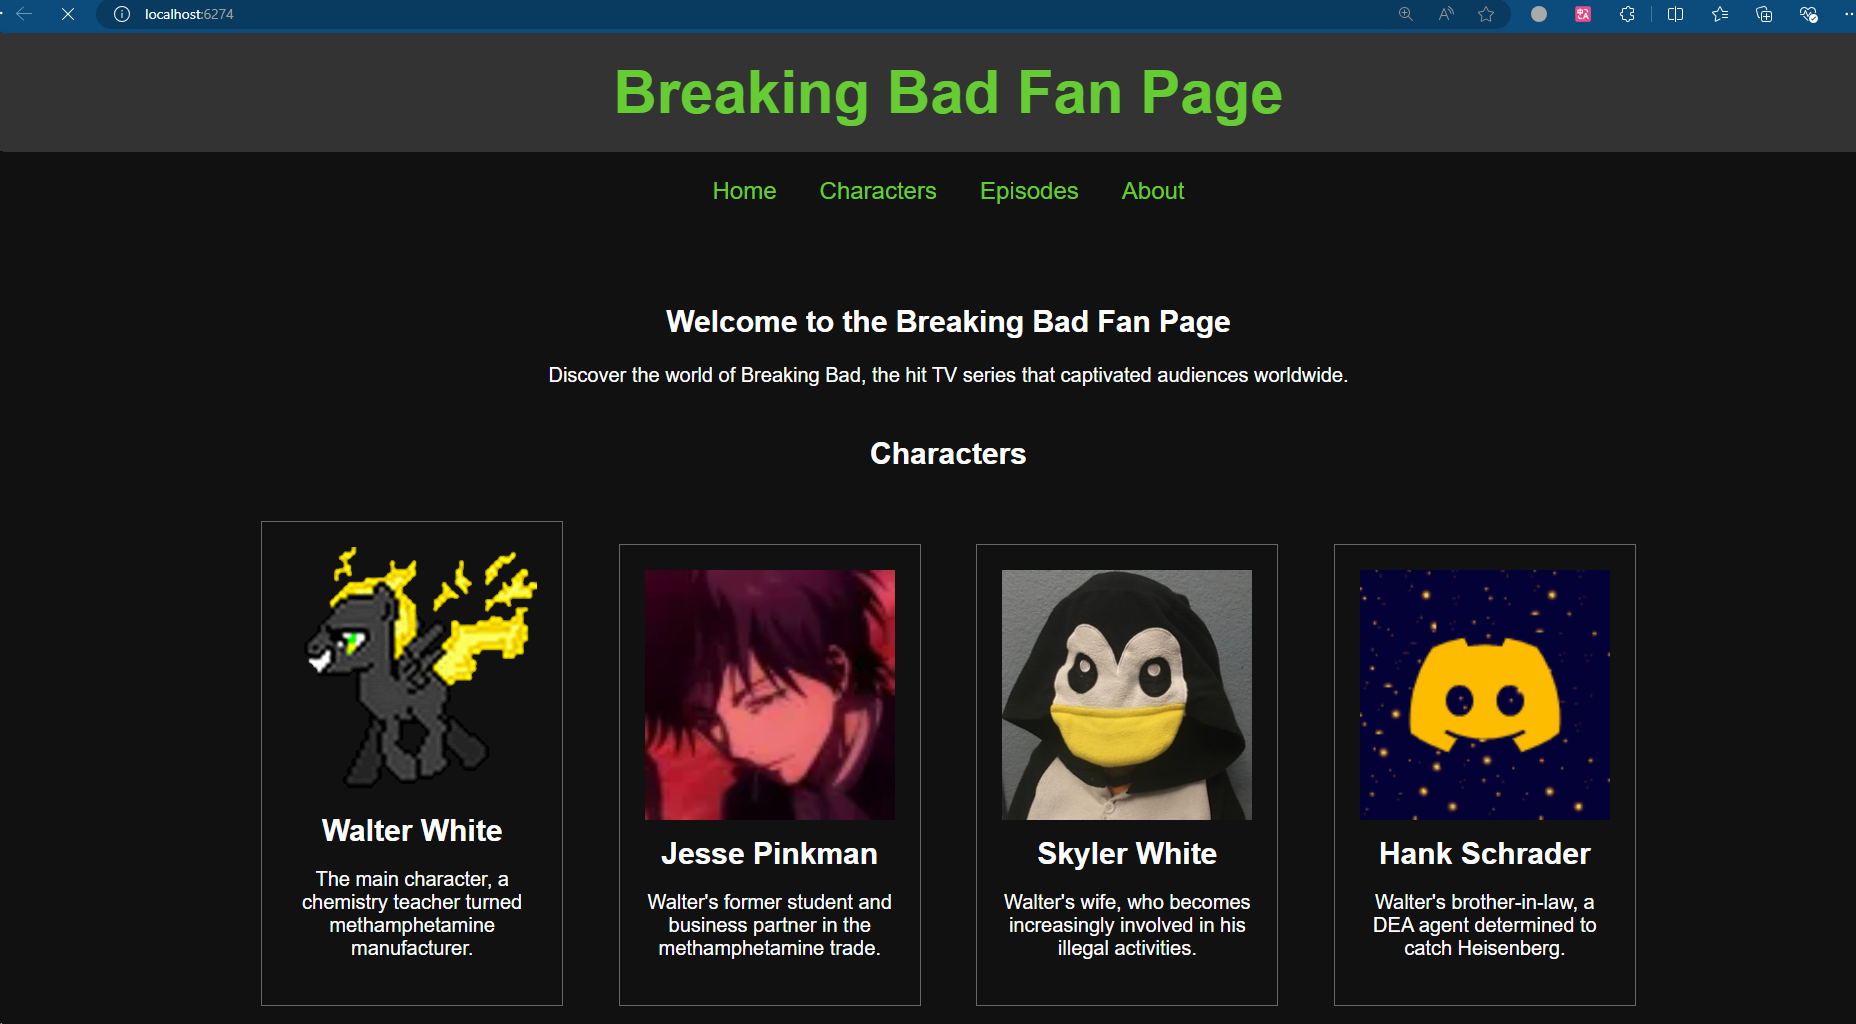 localhost:6274
Breaking Bad Fan Page
Home Characters Episodes About
Welcome to the Breaking Bad Fan Page
Discover the world of Breaking Bad, the hit TV series that captivated audiences worldwide.
Characters
Walter White
The main character, a
chemistry teacher turned
methamphetamine
manufacturer.
Jesse Pinkman
Walter's former student and
business partner in the
methamphetamine trade.
Skyler White
Walter's wife, who becomes
increasingly involved in his
illegal activities.
Hank Schrader
Walter's brother-in-law, a
DEA agent determined to
catch Heisenberg.